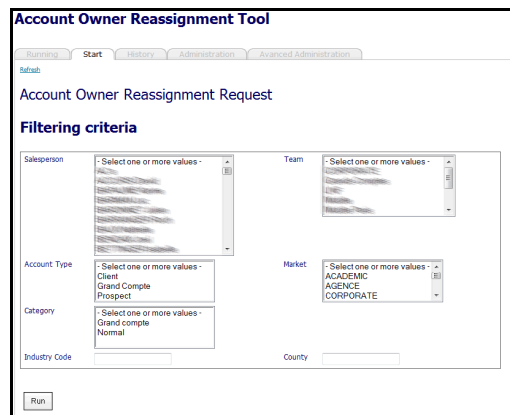 Account Owner Reassignment Tool
Running Start History Administration Avanced Administration
Refresh
Account Owner Reassignment Request
Filtering criteria
Salesperson - Select one or more values - Team - Select one or more values -
Account Type - Select one or more values - Market - Select one or more values -
Client ACADEMIC
Grand Compte AGENCE
Prospect CORPORATE
Category - Select one or more values -
Grand compte
Normal
Industry Code County
Run